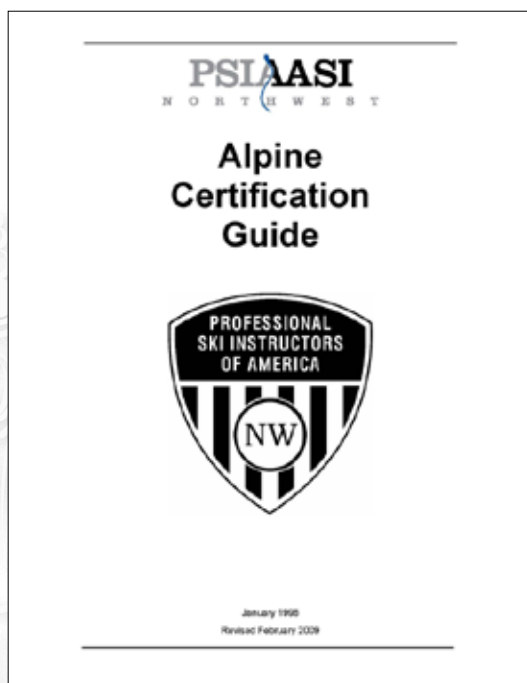 PSIA AASI
NORTHWEST
Alpine
Certification
Guide
PROFESSIONAL
SKI INSTRUCTORS
OF AMERICA
NW
January 1998
Revised February 2009